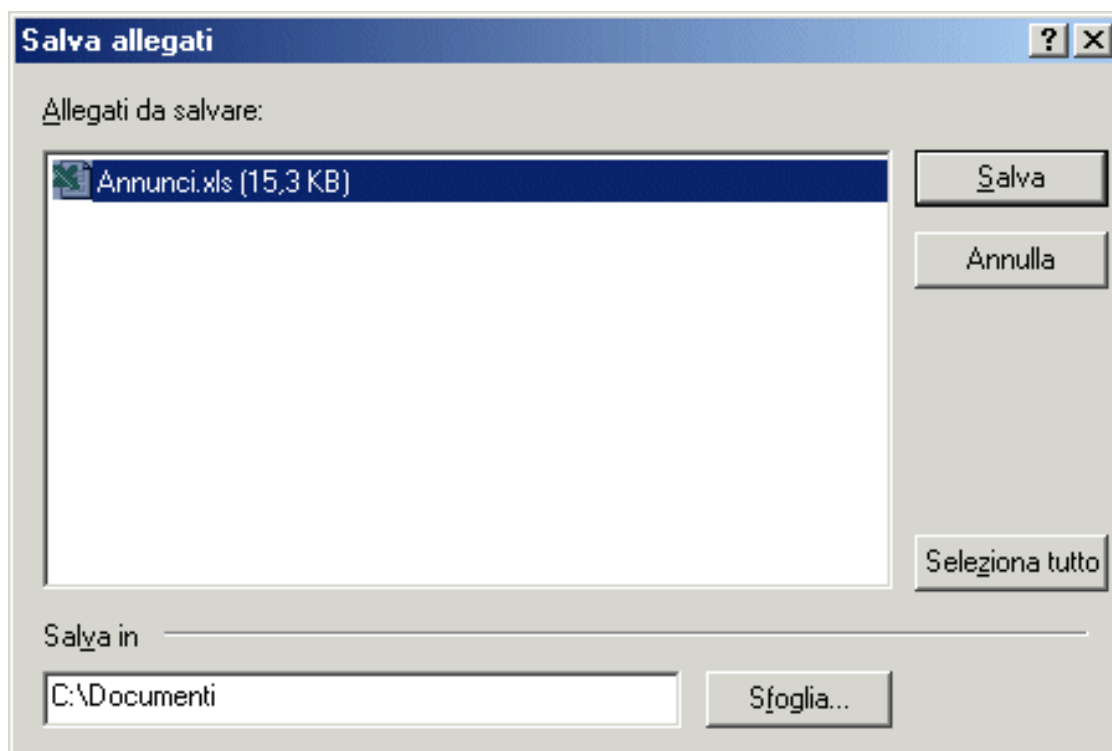 Salva allegati
Allegati da salvare:
Annunci.xls (15,3 KB)
Salva
Annulla
Seleziona tutto
Salva in
C:\Documenti
Sfoglia...